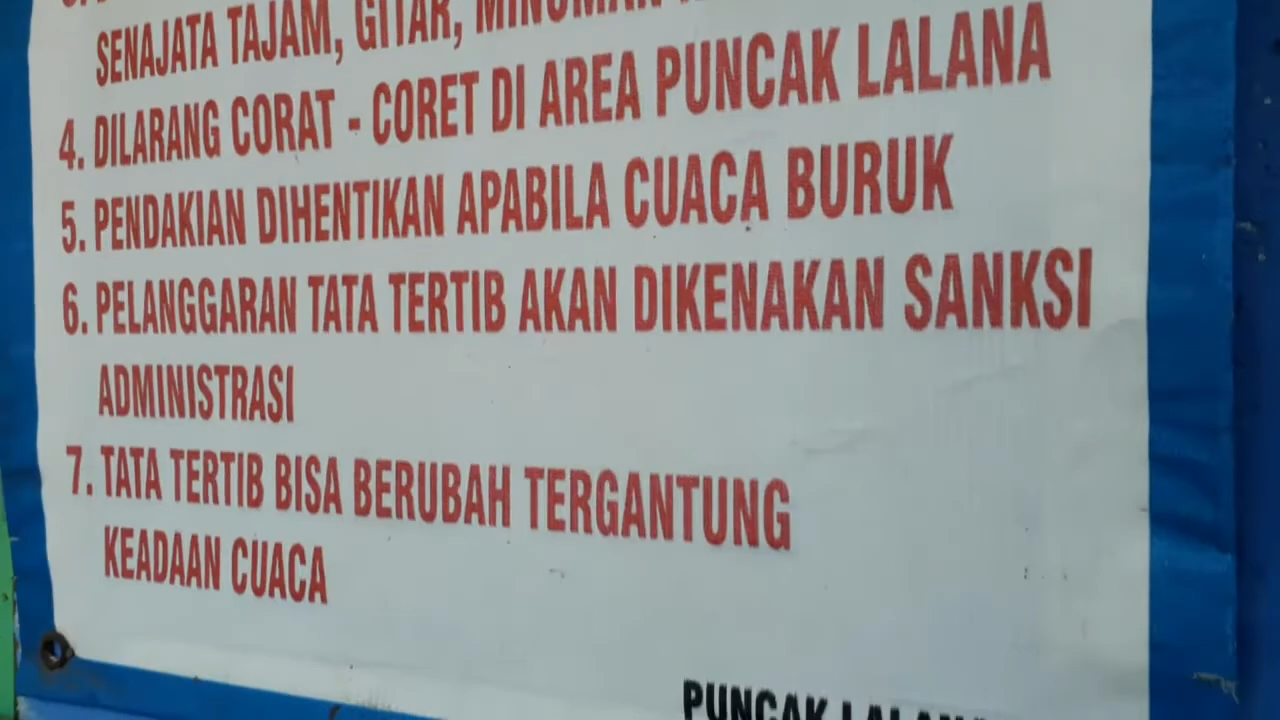 SENAJATA TAJAM, GITAR, MINUMAN
4. DILARANG CORAT - CORET DI AREA PUNCAK LALANA
5. PENDAKIAN DIHENTIKAN APABILA CUACA BURUK
6. PELANGGARAN TATA TERTIB AKAN DIKENAKAN SANKSI
ADMINISTRASI
7. TATA TERTIB BISA BERUBAH TERGANTUNG
KEADAAN CUACA
PUNCAK LALANA